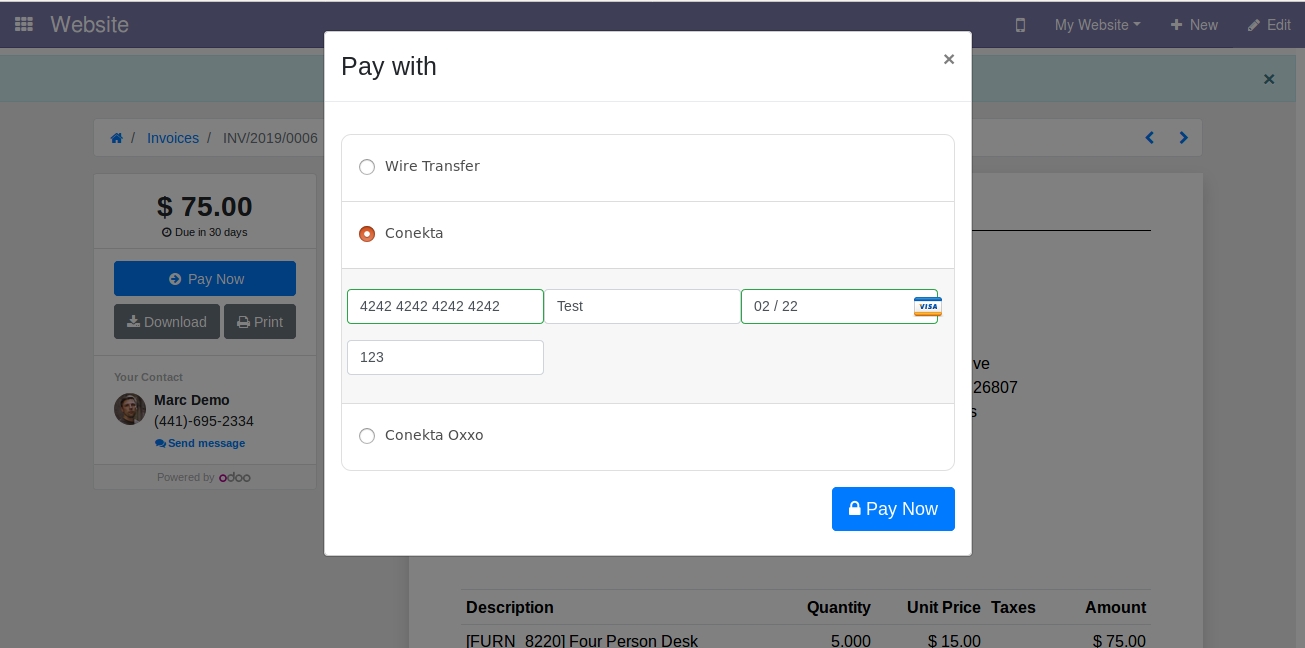 Website
My Website
New
Edit
Pay with
×
×
/ Invoices / INV/2019/0006
$ 75.00
Due in 30 days
Pay Now
Download
Print
Your Contact
Marc Demo
(441)-695-2334
Send message
Powered by odoo
Wire Transfer
Conekta
4242 4242 4242 4242
Test
02 / 22
VISA
123
Conekta Oxxo
Pay Now
ve
26807
s
Description Quantity Unit Price Taxes Amount
[FURN_8220] Four Person Desk 5.000 $ 15.00 $ 75.00